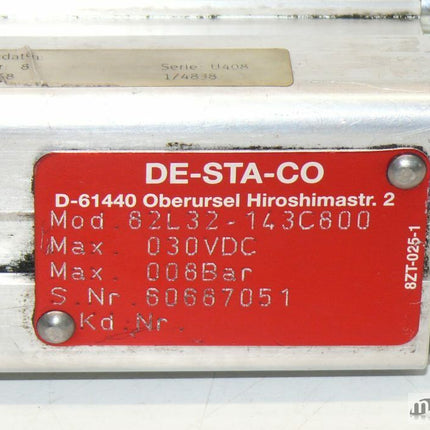 Serie: U408
1/4838
DE-STA-CO
D-61440 Oberursel Hiroshimastr. 2
Mod. 82L32-143C800
Max. 030VDC
Max. 008Bar
S.Nr. 60667051
Kd.Nr.
8ZT-025-1